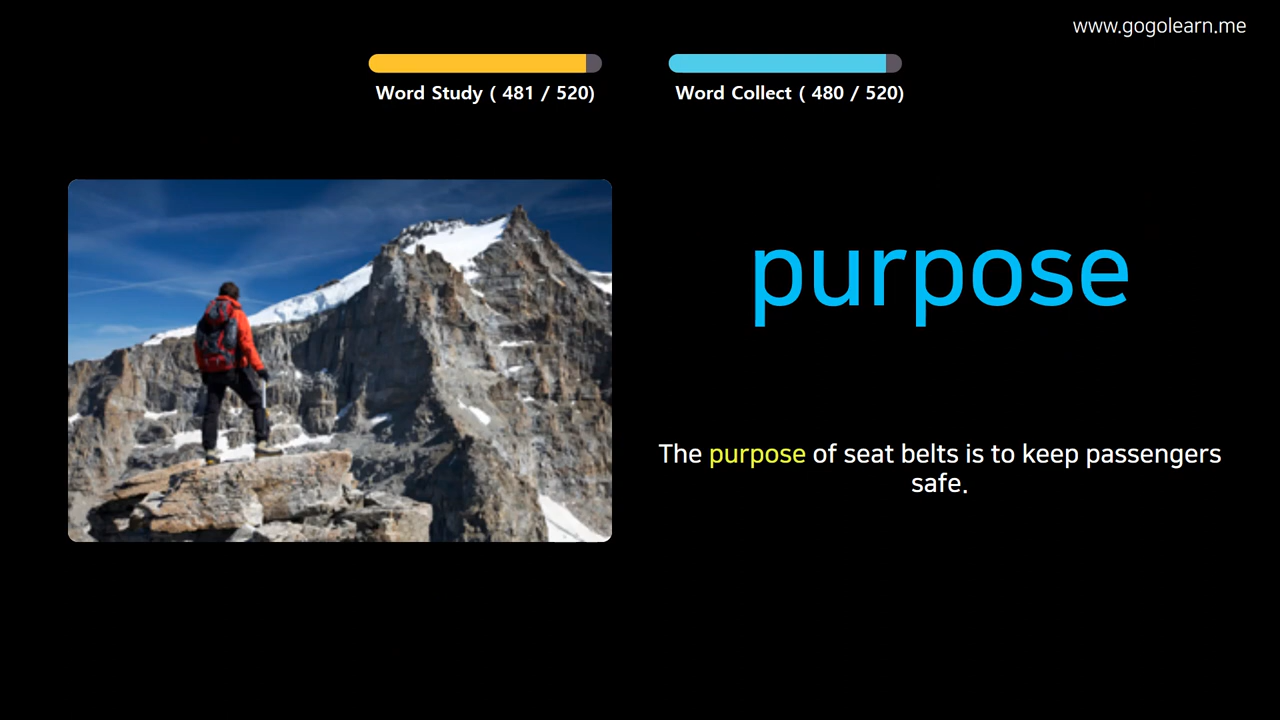 www.gogolearn.me
Word Study ( 481 / 520)
Word Collect ( 480 / 520)
purpose
The purpose of seat belts is to keep passengers
safe.